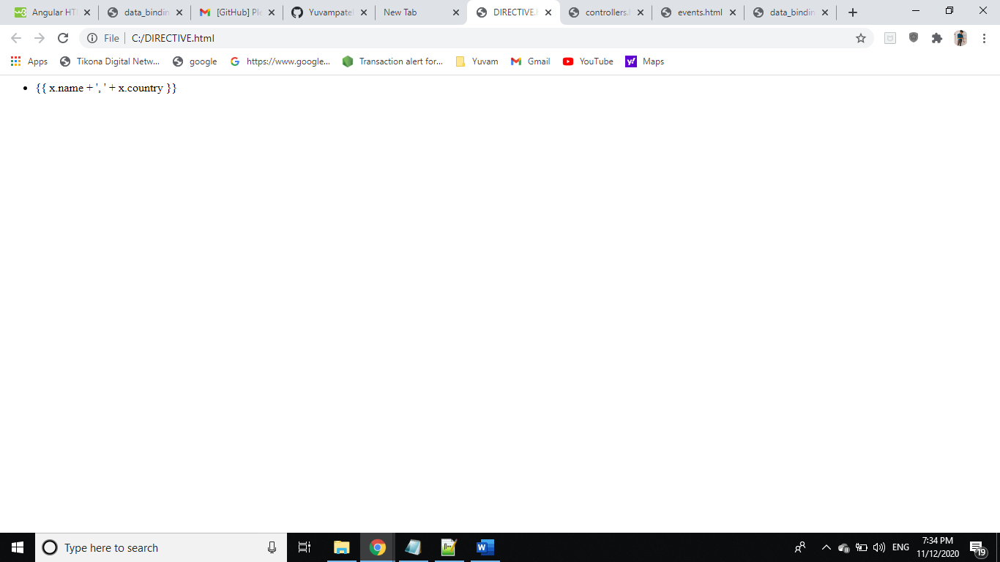 Angular HT
data_bindin
[GitHub] Ple
Yuvampatel
New Tab
DIRECTIVE.
controllers.
events.html
data_bindin
File
C:/DIRECTIVE.html
Apps
Tikona Digital Netw...
google
https://www.google...
Transaction alert for...
Yuvam
Gmail
YouTube
Maps
• {{ x.name + ', ' + x.country }}
Type here to search
ENG
7:34 PM
11/12/2020
19